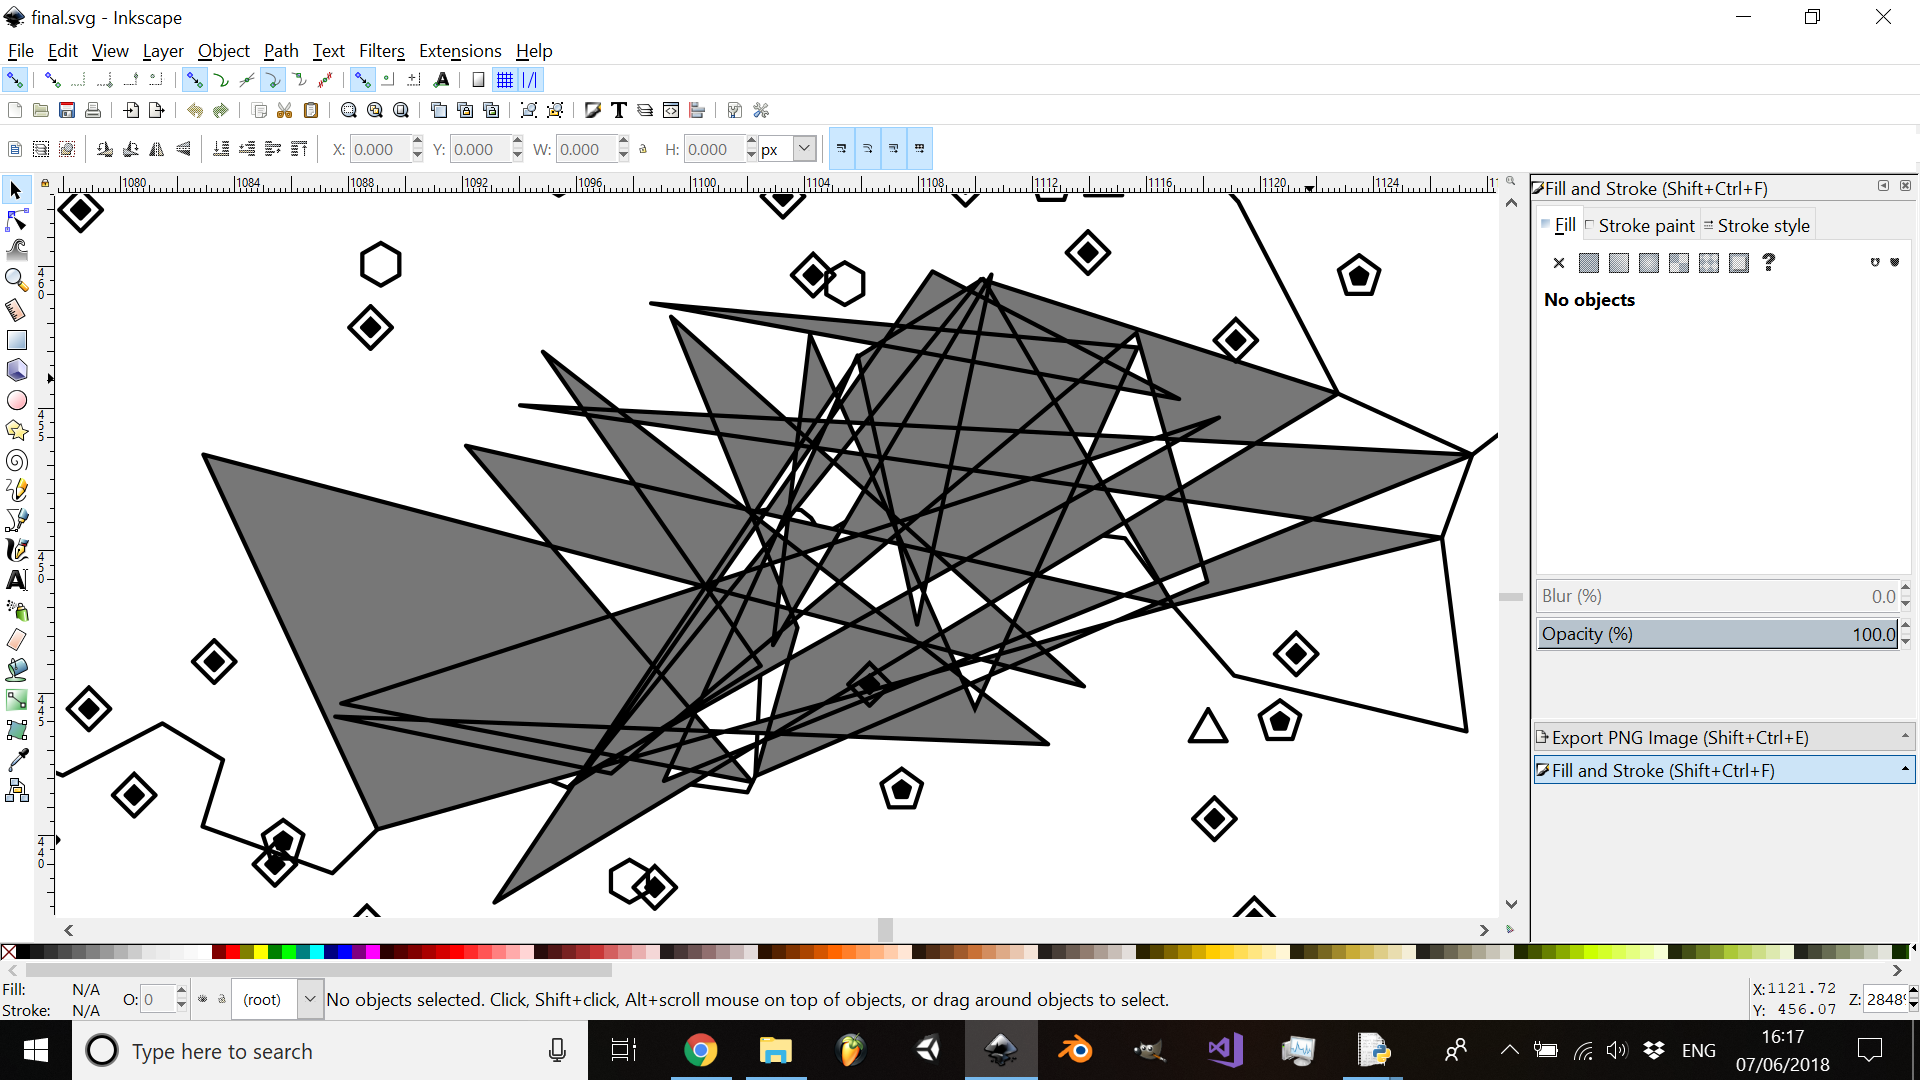 final.svg - Inkscape
File Edit View Layer Object Path Text Filters Extensions Help
X: 0.000 Y: 0.000 W: 0.000 H: 0.000 px
1080 1084 1088 1092 1096 1100 1104 1108 1112 1116 1120 1124
460
455
450
445
440
Fill and Stroke (Shift+Ctrl+F)
Fill Stroke paint Stroke style
No objects
Blur (%) 0.0
Opacity (%) 100.0
Export PNG Image (Shift+Ctrl+E)
Fill and Stroke (Shift+Ctrl+F)
Fill: N/A
Stroke: N/A
O: 0
(root)
No objects selected. Click, Shift+click, Alt+scroll mouse on top of objects, or drag around objects to select.
X: 1121.72
Y: 456.07
Z: 2848
Type here to search
ENG
16:17
07/06/2018